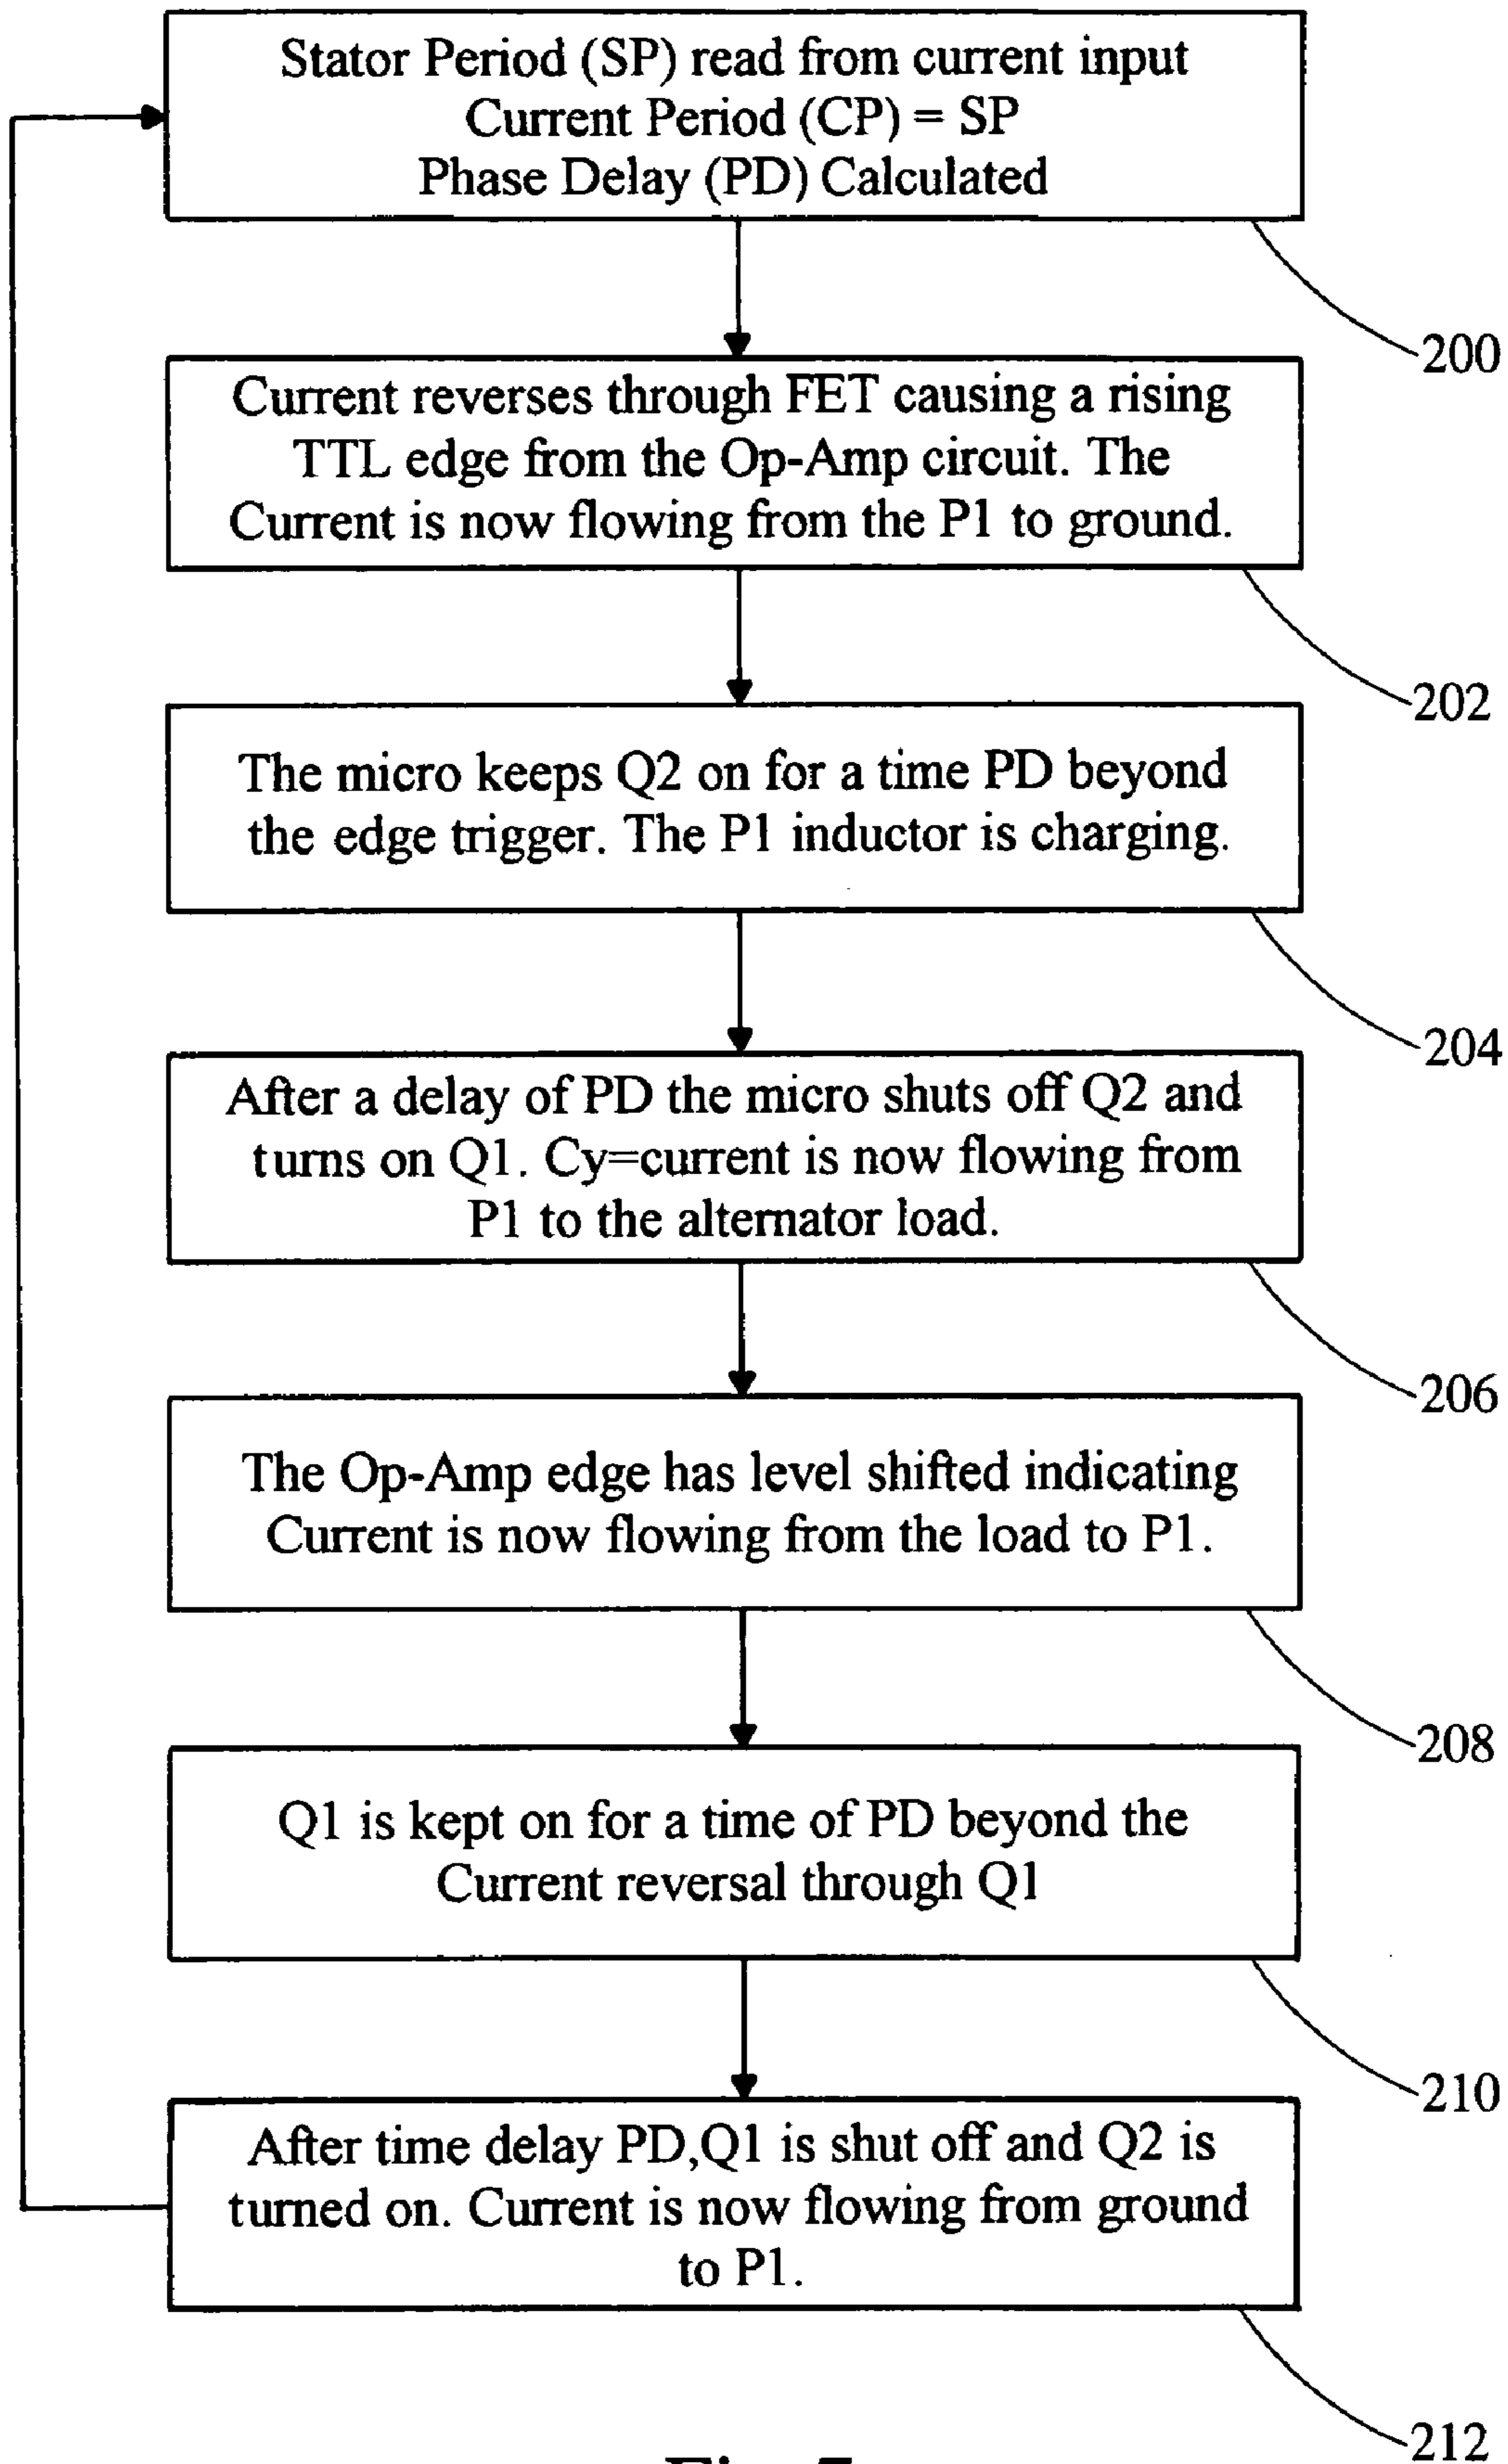 Stator Period (SP) read from current input
Current Period (CP) = SP
Phase Delay (PD) Calculated
200
Current reverses through FET causing a rising
TTL edge from the Op-Amp circuit. The
Current is now flowing from the P1 to ground.
202
The micro keeps Q2 on for a time PD beyond
the edge trigger. The P1 inductor is charging.
204
After a delay of PD the micro shuts off Q2 and
turns on Q1. Cy=current is now flowing from
P1 to the alternator load.
206
The Op-Amp edge has level shifted indicating
Current is now flowing from the load to P1.
208
Q1 is kept on for a time of PD beyond the
Current reversal through Q1
210
After time delay PD,Q1 is shut off and Q2 is
turned on. Current is now flowing from ground
to P1.
212